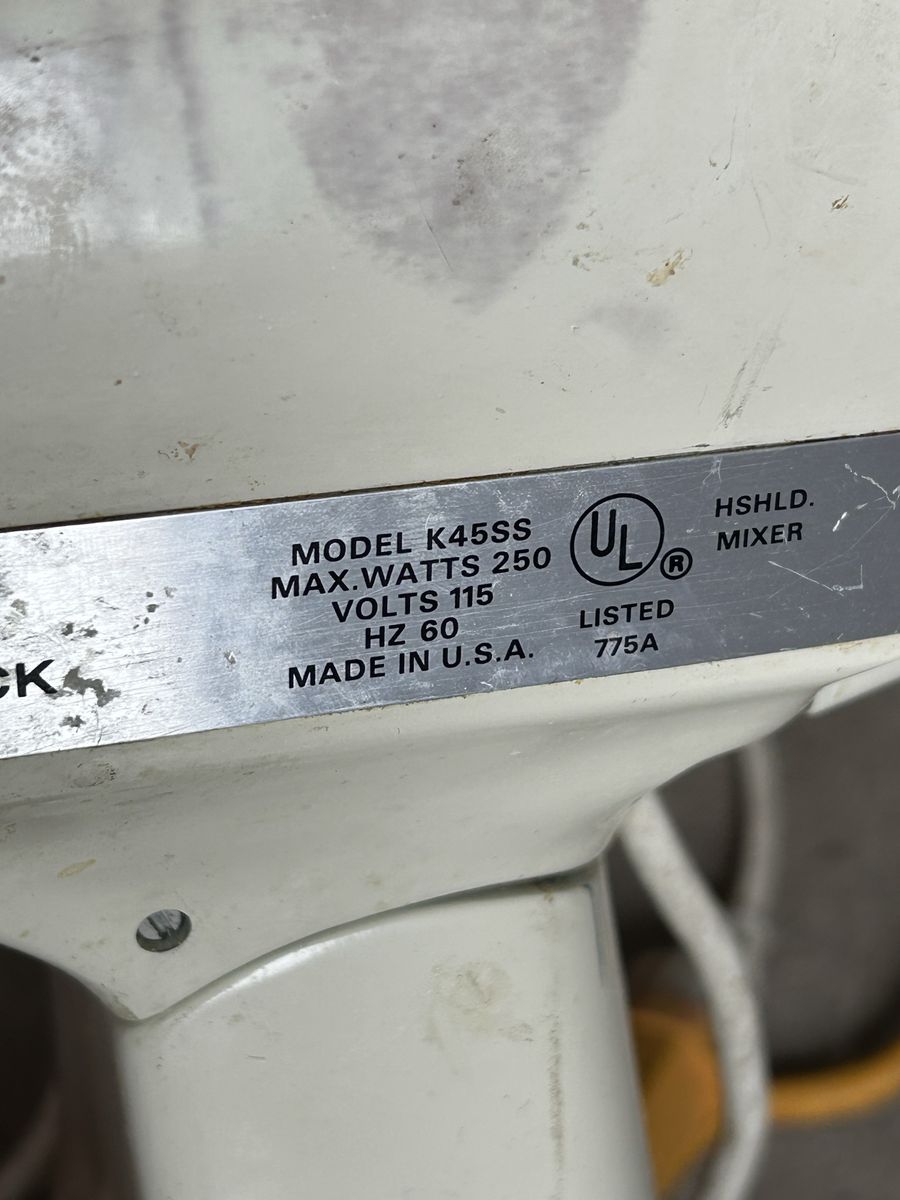 MODEL K45SS
MAX.WATTS 250
VOLTS 115
HZ 60
MADE IN U.S.A.
UL®
LISTED
775A
HSHLD.
MIXER
CK